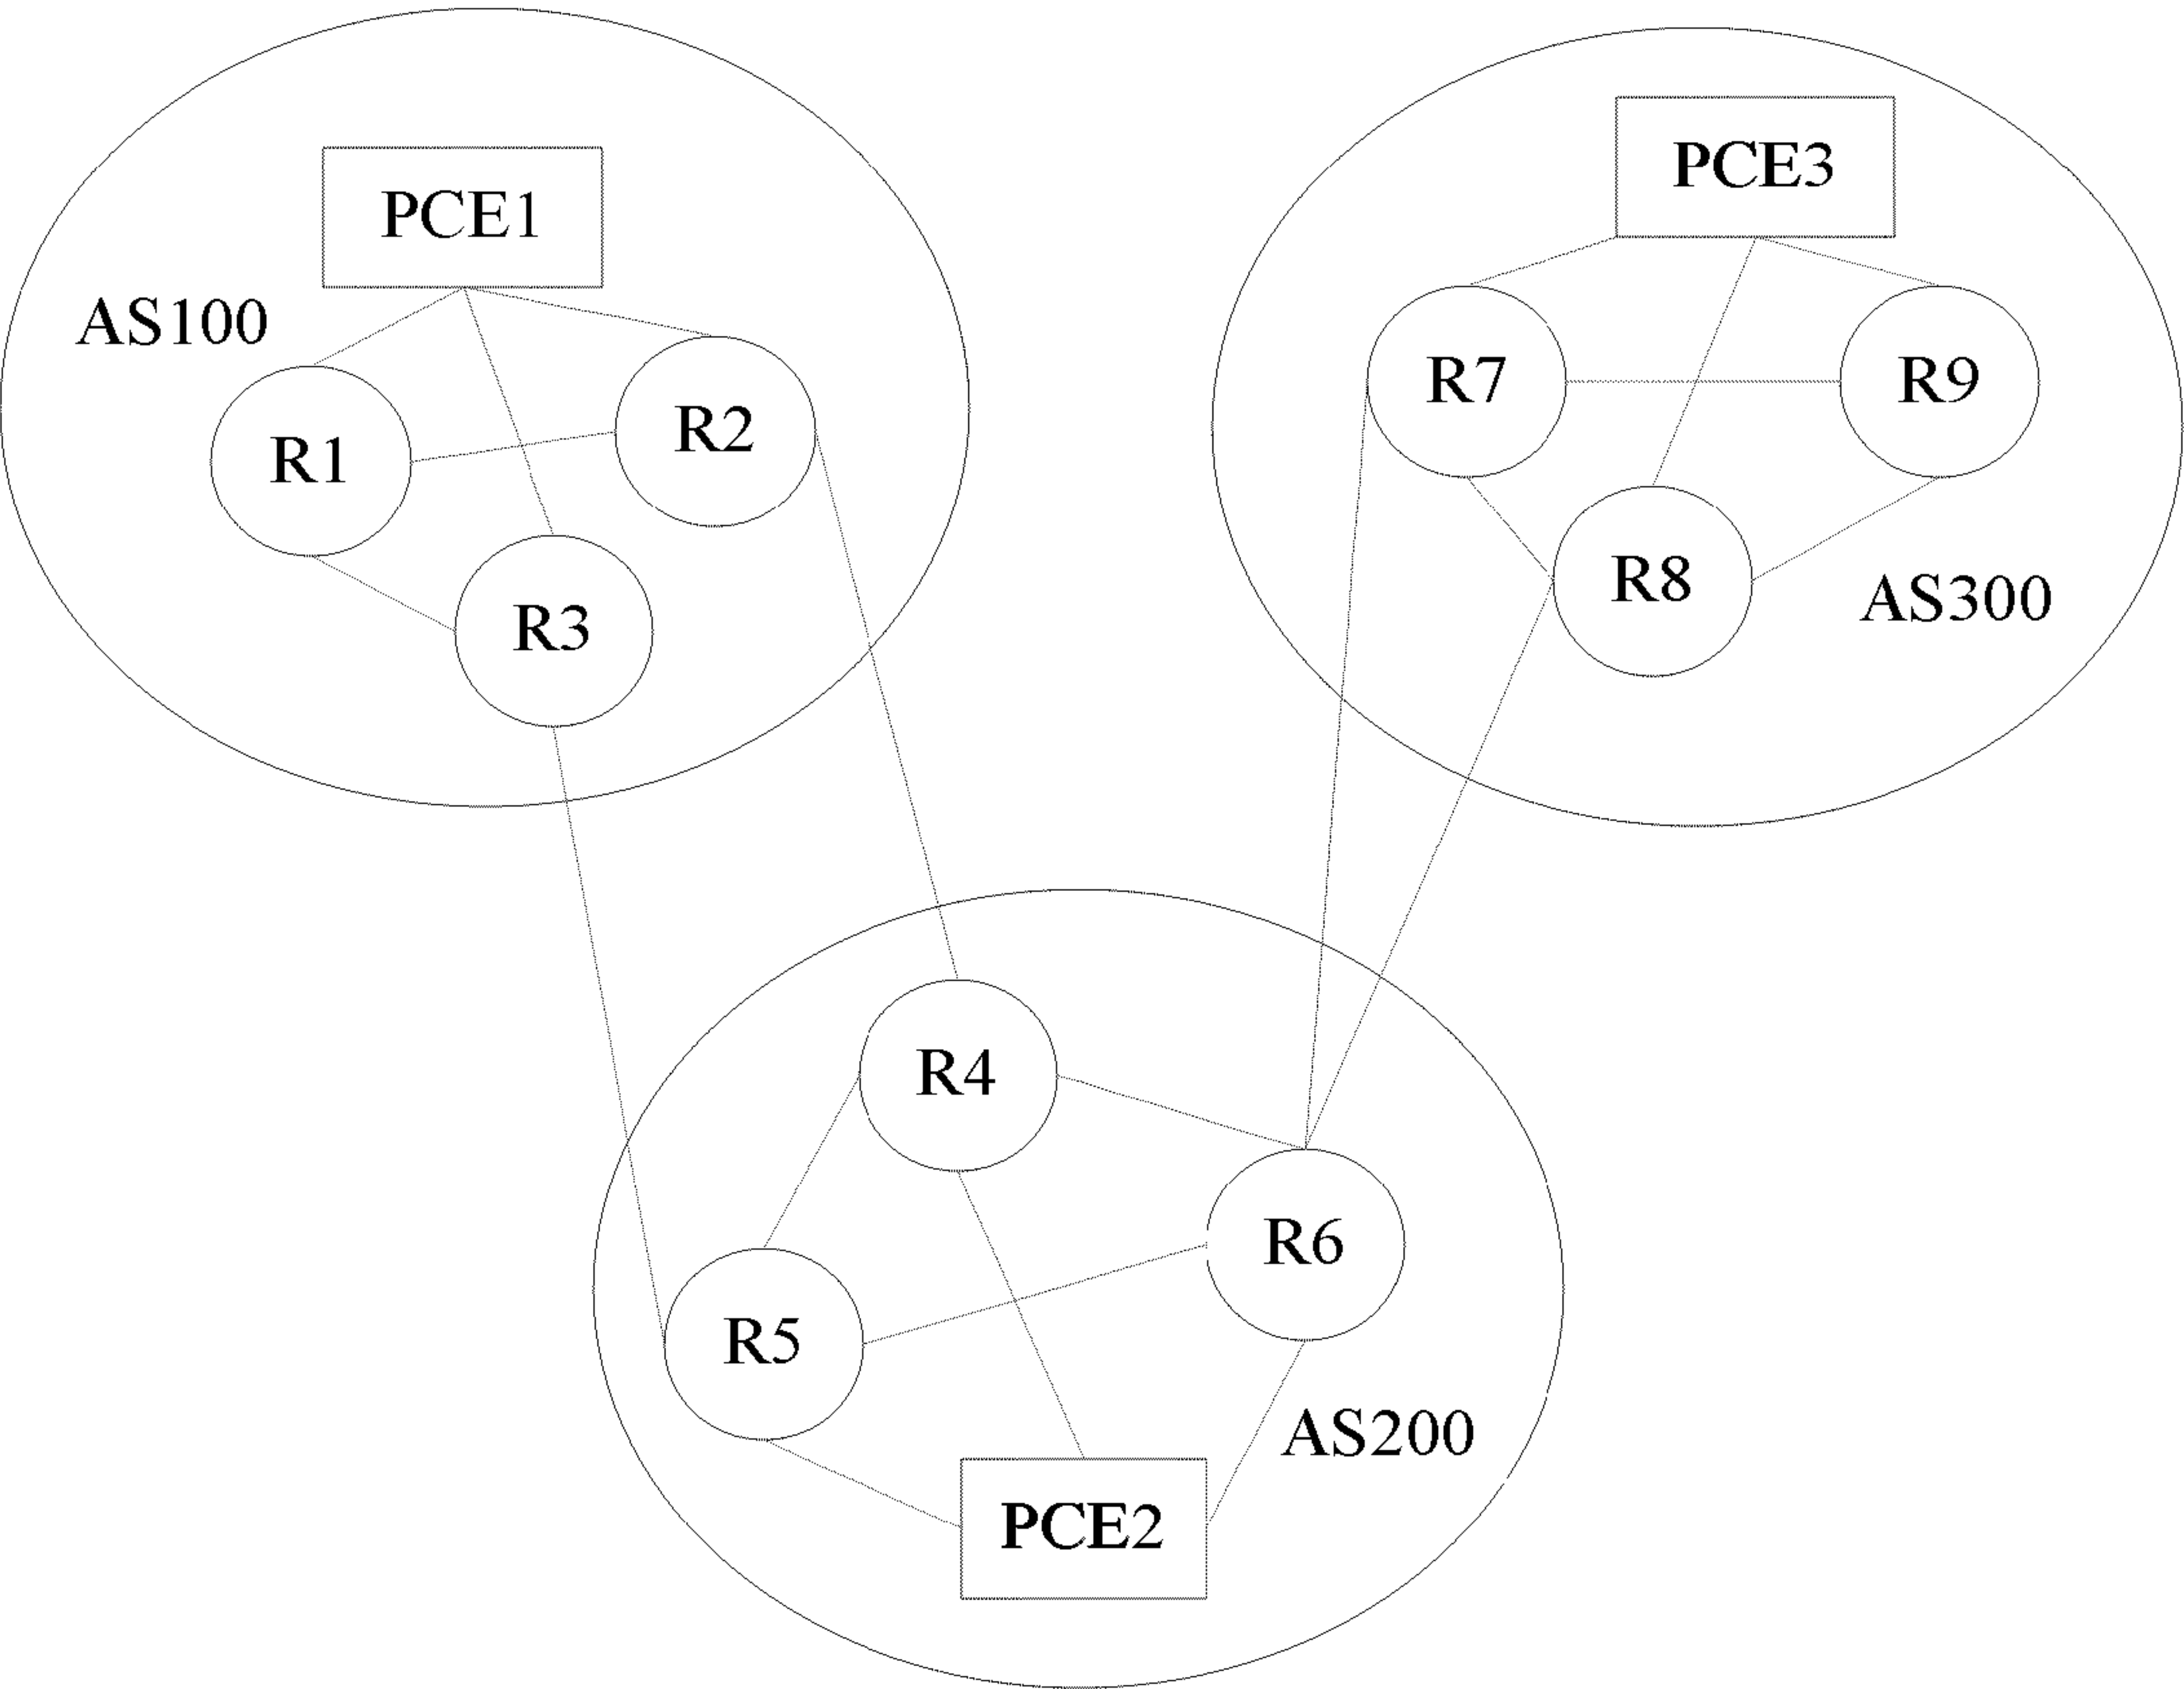 PCE1
AS100
R1
R2
R3
PCE3
R7
R9
R8
AS300
R4
R6
R5
AS200
PCE2